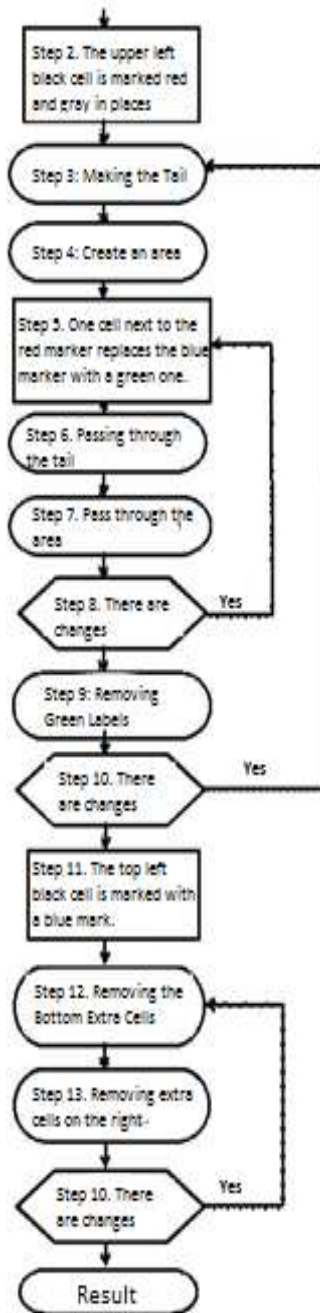 Step 2. The upper left
black cell is marked red
and gray in places
Step 3: Making the Tail
Step 4: Create an area
Step 5. One cell next to the
red marker replaces the blue
marker with a green one.
Step 6. Passing through
the tail
Step 7. Pass through the
area
Step 8. There are
changes
Yes
Step 9: Removing
Green Labels
Step 10. There
are changes
Yes
Step 11. The top left
black cell is marked with
a blue mark.
Step 12. Removing the
Bottom Extra Cells
Step 13. Removing extra
cells on the right-
Step 10. There
are changes
Yes
Result